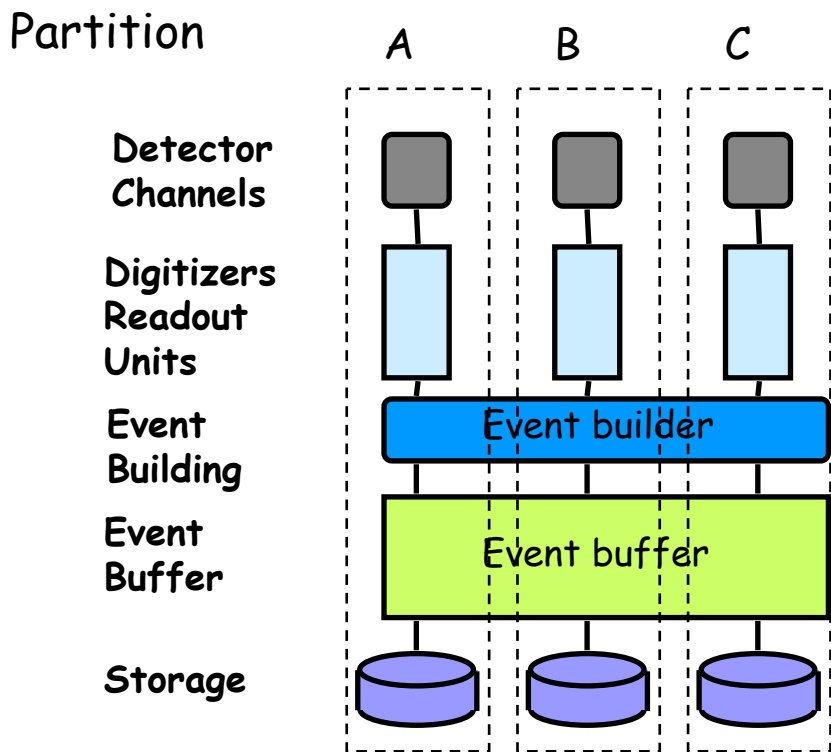 Partition
A B C
Detector
Channels
Digitizers
Readout
Units
Event
Building
Event builder
Event
Buffer
Event buffer
Storage